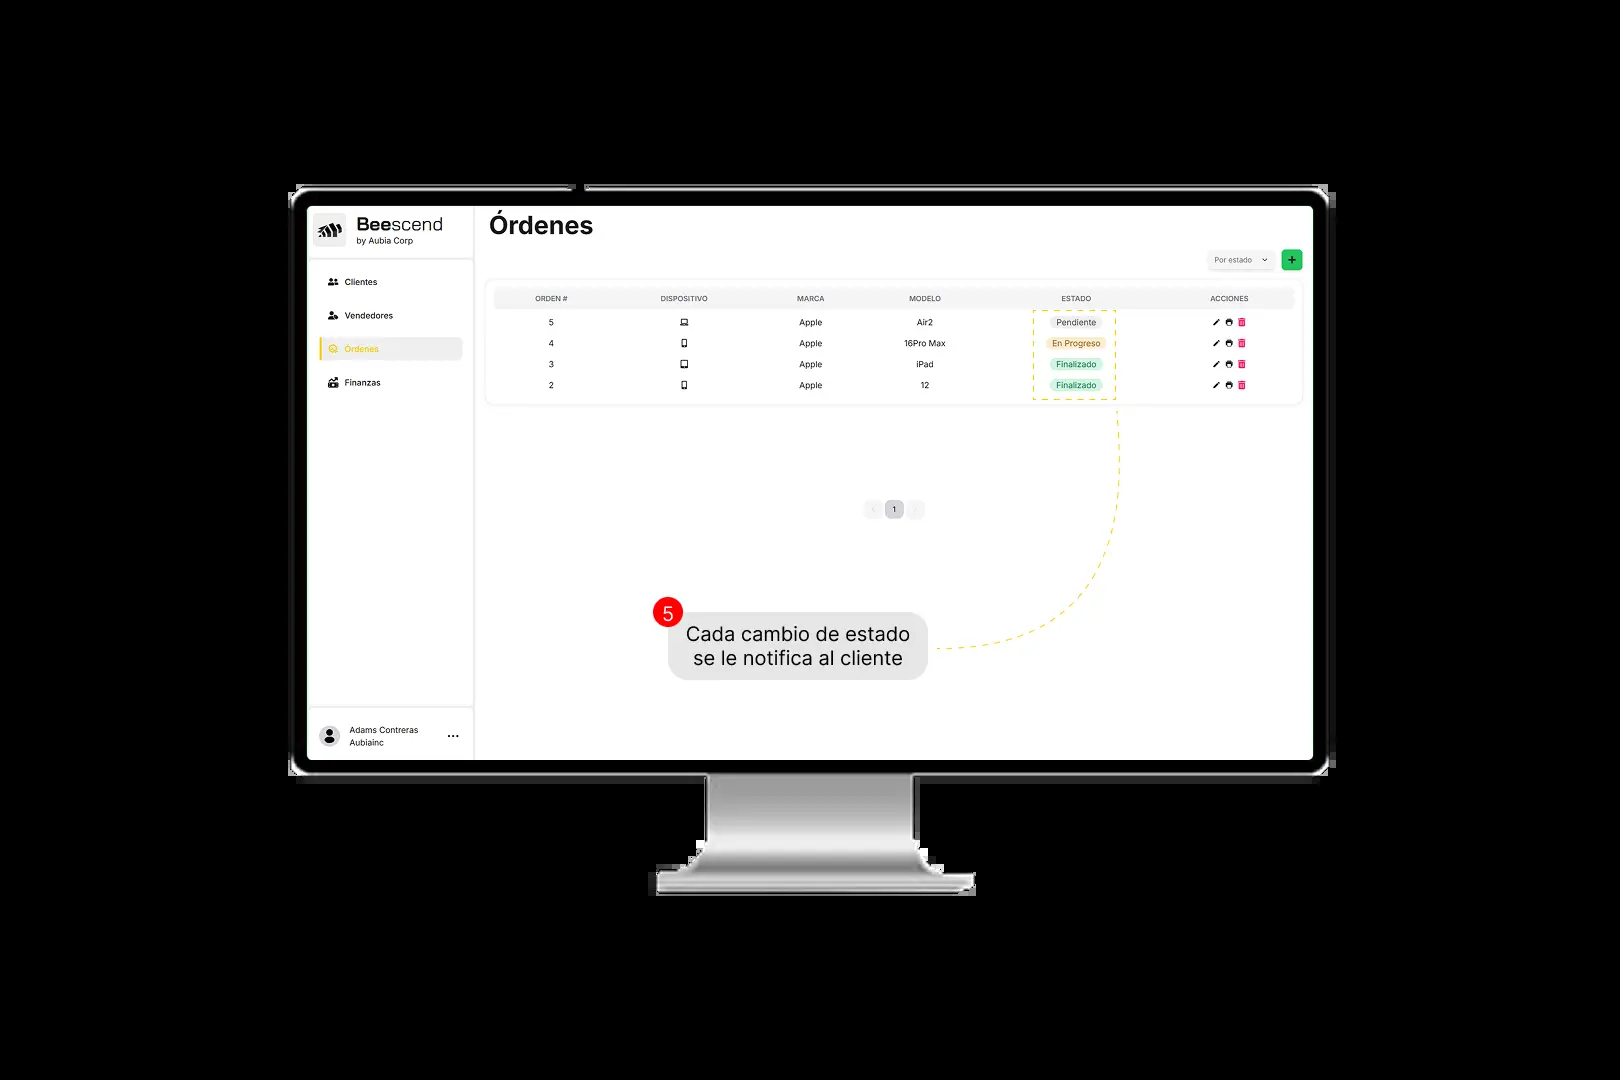 Beescend
by Aubia Corp
Clientes
Vendedores
Órdenes
Finanzas
Adams Contreras
Aubiainc
Órdenes
Por estado
ORDEN # DISPOSITIVO MARCA MODELO ESTADO ACCIONES
5 Apple Air2 Pendiente
4 Apple 16Pro Max En Progreso
3 Apple iPad Finalizado
2 Apple 12 Finalizado
1
5
Cada cambio de estado
se le notifica al cliente